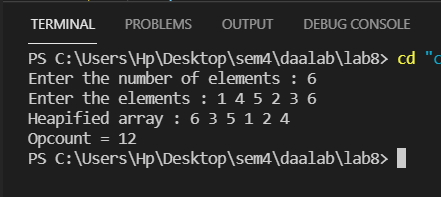 TERMINAL PROBLEMS OUTPUT DEBUG CONSOLE
PS C:\Users\Hp\Desktop\sem4\daalab\lab8> cd "c
Enter the number of elements : 6
Enter the elements : 1 4 5 2 3 6
Heapified array : 6 3 5 1 2 4
Opcount = 12
PS C:\Users\Hp\Desktop\sem4\daalab\lab8>